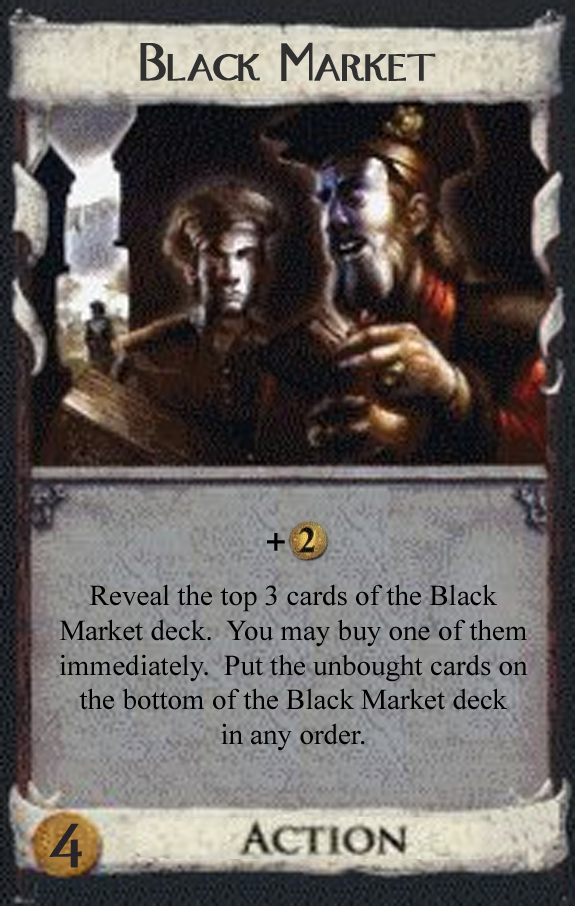 BLACK MARKET
+2
Reveal the top 3 cards of the Black
Market deck. You may buy one of them
immediately. Put the unbought cards on
the bottom of the Black Market deck
in any order.
4 ACTION